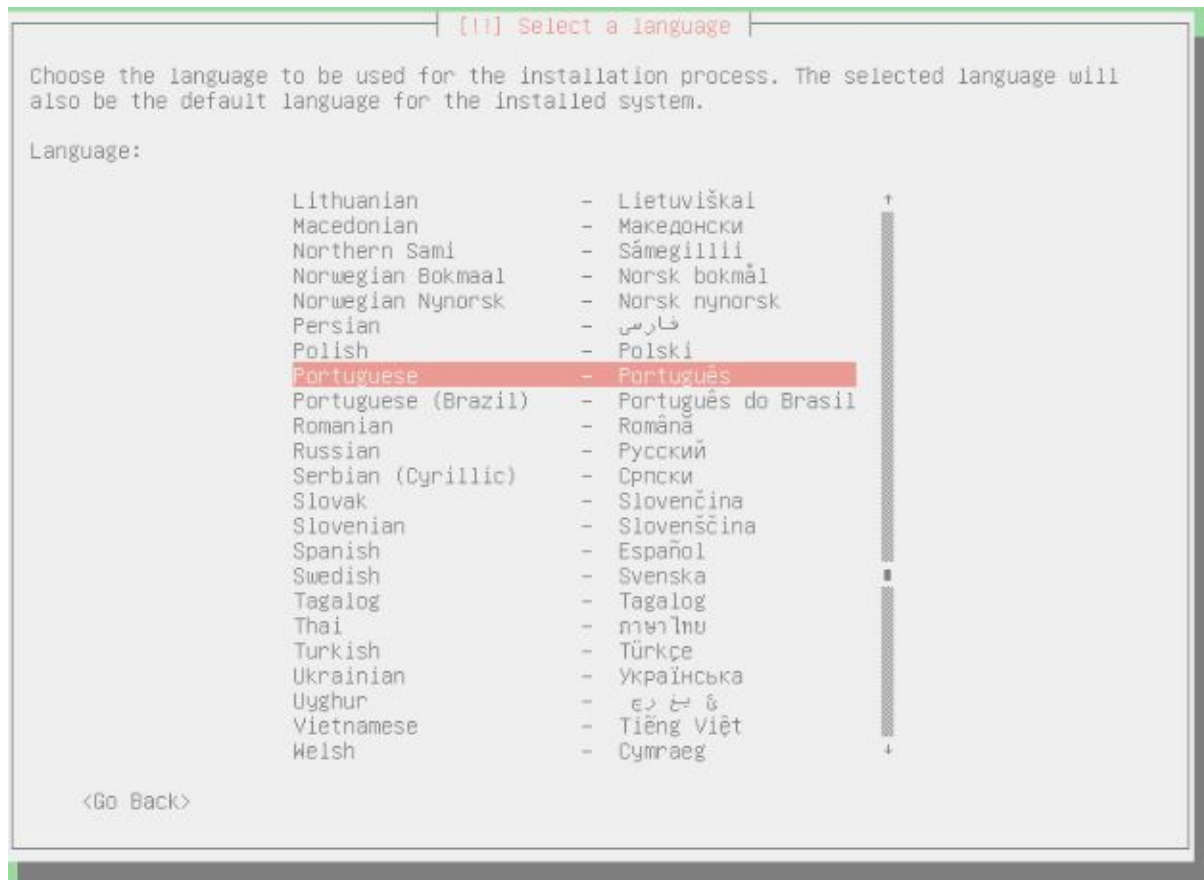 [!!] Select a language
Choose the language to be used for the installation process. The selected language will
also be the default language for the installed system.
Language:
Lithuanian - Lietuviškai
Macedonian - Македонски
Northern Sami - Sámegillii
Norwegian Bokmaal - Norsk bokmål
Norwegian Nynorsk - Norsk nynorsk
Persian - فارسی
Polish - Polski
Portuguese - Português
Portuguese (Brazil) - Português do Brasil
Romanian - Română
Russian - Русский
Serbian (Cyrillic) - Српски
Slovak - Slovenčina
Slovenian - Slovenščina
Spanish - Español
Swedish - Svenska
Tagalog - Tagalog
Thai - ภาษาไทย
Turkish - Türkçe
Ukrainian - Українська
Uyghur -
Vietnamese - Tiếng Việt
Welsh - Cymraeg
<Go Back>